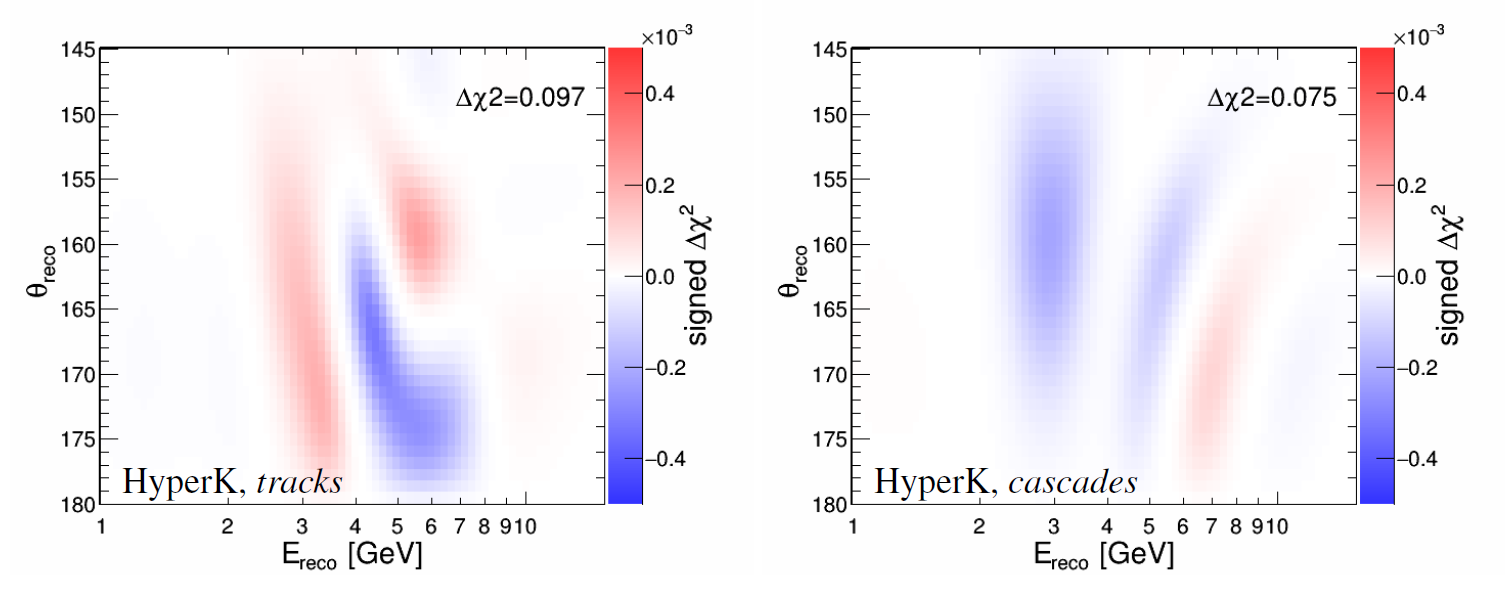 ×10⁻³
Δχ2=0.097
145
150
155
160
165
170
175
180
θreco
1 2 3 4 5 6 7 8 910
Ereco [GeV]
HyperK, tracks
0.4
0.2
0.0
−0.2
−0.4
signed Δχ²
×10⁻³
Δχ2=0.075
145
150
155
160
165
170
175
180
θreco
1 2 3 4 5 6 7 8 910
Ereco [GeV]
HyperK, cascades
0.4
0.2
0.0
−0.2
−0.4
signed Δχ²